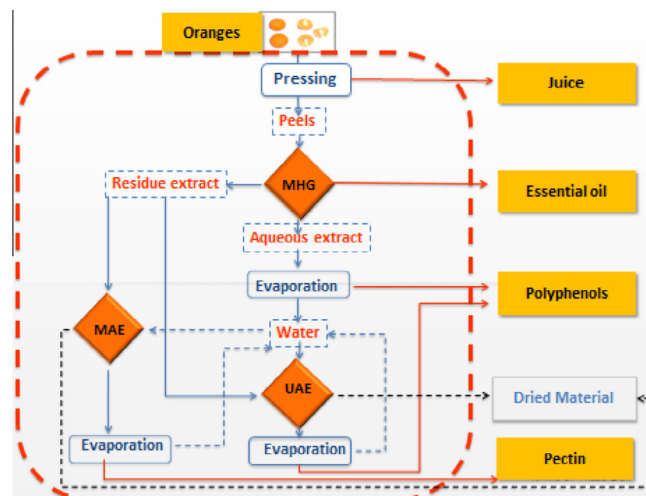 Oranges
Pressing
Juice
Peels
Residue extract
MHG
Essential oil
Aqueous extract
Evaporation
Polyphenols
MAE
Water
UAE
Dried Material
Evaporation
Evaporation
Pectin